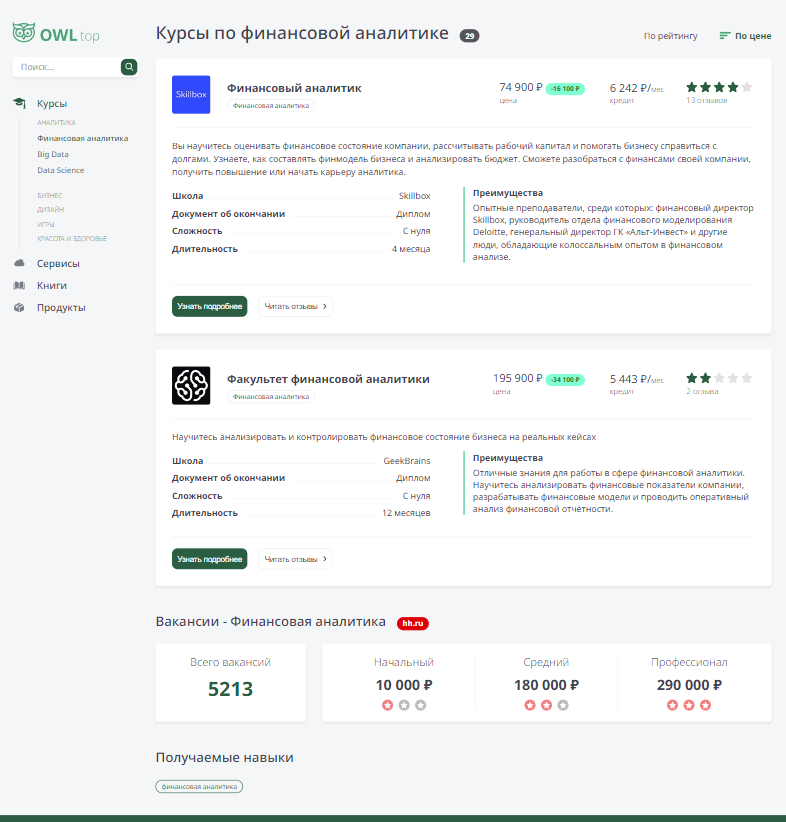 OWL top
Поиск...
Курсы
АНАЛИТИКА
Финансовая аналитика
Big Data
Data Science
БИЗНЕС
ДИЗАЙН
ИГРЫ
КРАСОТА И ЗДОРОВЬЕ
Сервисы
Книги
Продукты
Курсы по финансовой аналитике 29
По рейтингу По цене
Skillbox
Финансовый аналитик
Финансовая аналитика
74 900 ₽ -16 100 ₽
цена
6 242 ₽/мес
кредит
13 отзывов
Вы научитесь оценивать финансовое состояние компании, рассчитывать рабочий капитал и помогать бизнесу справиться с
долгами. Узнаете, как составлять финмодель бизнеса и анализировать бюджет. Сможете разобраться с финансами своей компании,
получить повышение или начать карьеру аналитика.
Школа Skillbox
Документ об окончании Диплом
Сложность С нуля
Длительность 4 месяца
Преимущества
Опытные преподаватели, среди которых: финансовый директор
Skillbox, руководитель отдела финансового моделирования
Deloitte, генеральный директор ГК «Альт-Инвест» и другие
люди, обладающие колоссальным опытом в финансовом
анализе.
Узнать подробнее Читать отзывы
Факультет финансовой аналитики
Финансовая аналитика
195 900 ₽ -34 100 ₽
цена
5 443 ₽/мес
кредит
2 отзыва
Научитесь анализировать и контролировать финансовое состояние бизнеса на реальных кейсах
Школа GeekBrains
Документ об окончании Диплом
Сложность С нуля
Длительность 12 месяцев
Преимущества
Отличные знания для работы в сфере финансовой аналитики.
Научитесь анализировать финансовые показатели компании,
разрабатывать финансовые модели и проводить оперативный
анализ финансовой отчётности.
Узнать подробнее Читать отзывы
Вакансии - Финансовая аналитика hh.ru
Всего вакансий
5213
Начальный
10 000 ₽
Средний
180 000 ₽
Профессионал
290 000 ₽
Получаемые навыки
финансовая аналитика